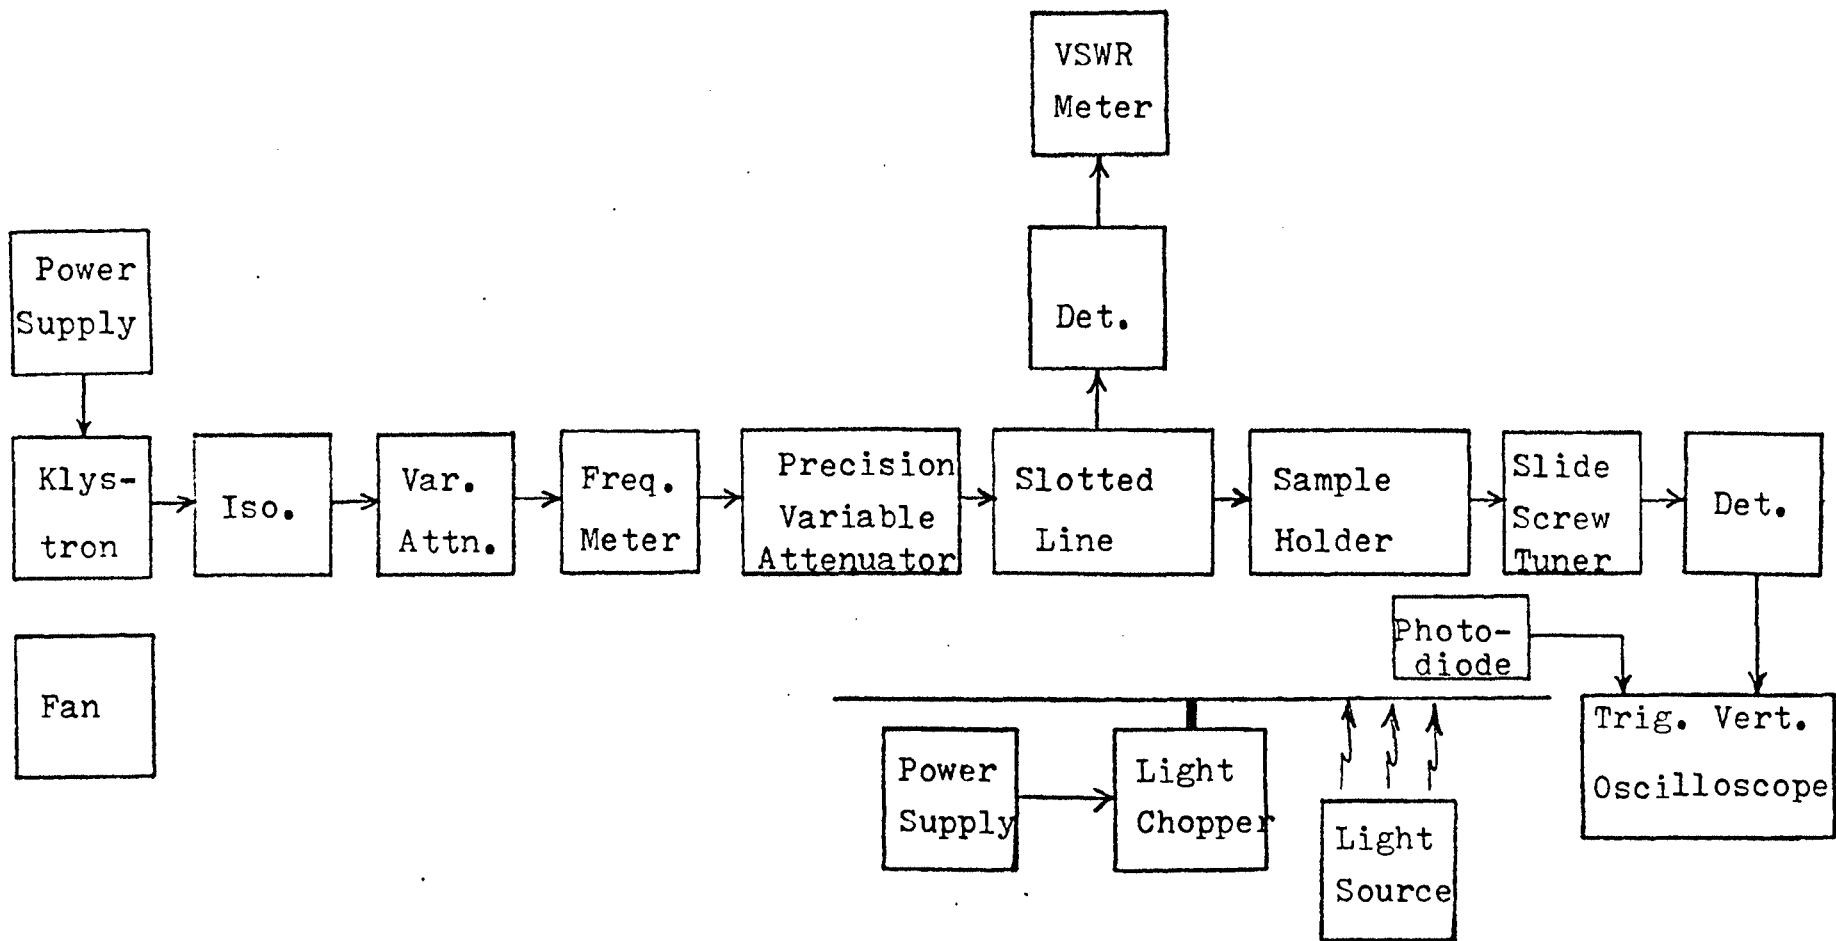 VSWR
Meter
Power
Supply
Det.
Klys-
tron
Iso.
Var.
Attn.
Freq.
Meter
Precision
Variable
Attenuator
Slotted
Line
Sample
Holder
Slide
Screw
Tuner
Det.
Fan
Photo-
diode
Power
Supply
Light
Chopper
Light
Source
Trig. Vert.
Oscilloscope